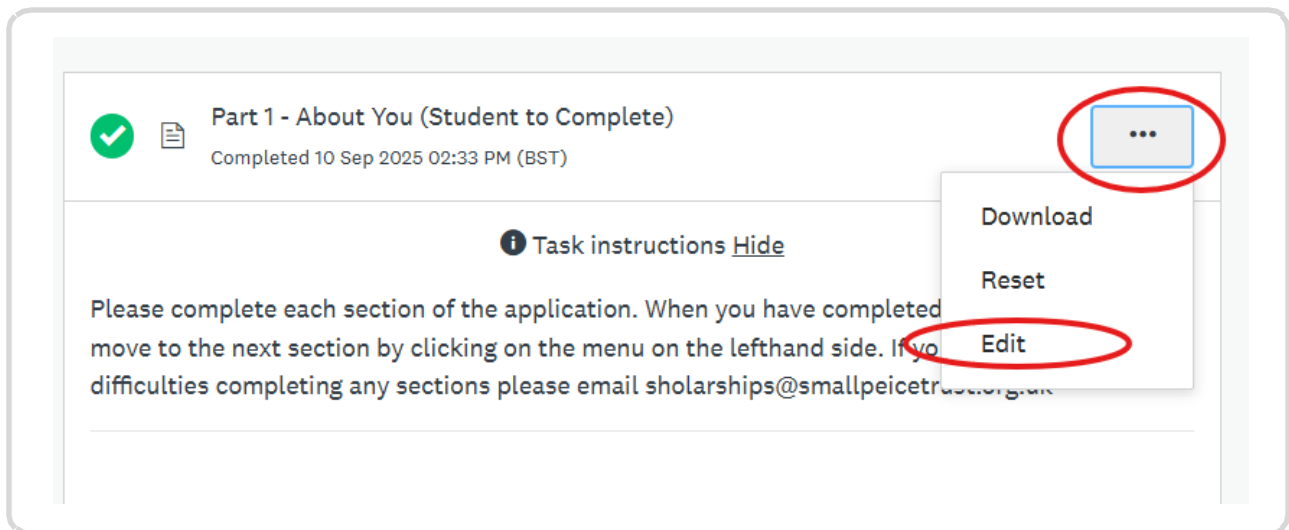 Part 1 - About You (Student to Complete)
Completed 10 Sep 2025 02:33 PM (BST)
•••
Download
Reset
Edit
Task instructions Hide
Please complete each section of the application. When you have completed
move to the next section by clicking on the menu on the lefthand side. If yo
difficulties completing any sections please email sholarships@smallpeicetrust.org.uk